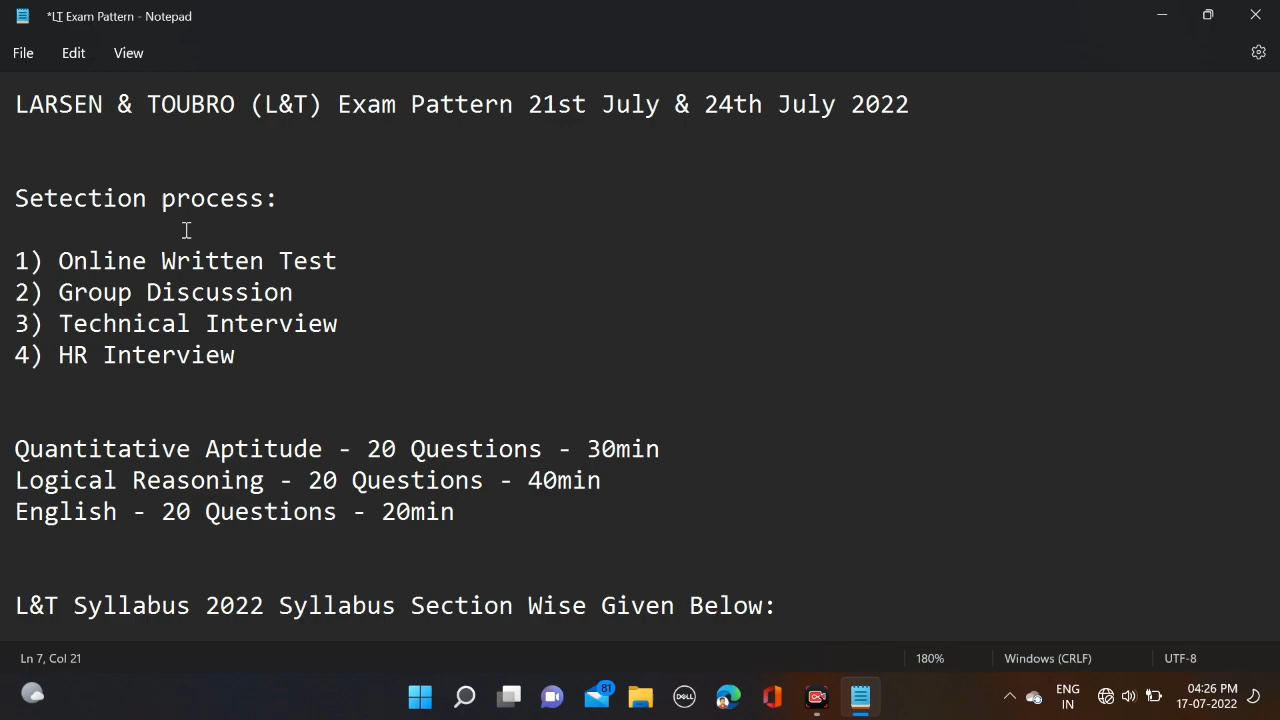 *LT Exam Pattern - Notepad
File Edit View
LARSEN & TOUBRO (L&T) Exam Pattern 21st July & 24th July 2022
Setection process:
1) Online Written Test
2) Group Discussion
3) Technical Interview
4) HR Interview
Quantitative Aptitude - 20 Questions - 30min
Logical Reasoning - 20 Questions - 40min
English - 20 Questions - 20min
L&T Syllabus 2022 Syllabus Section Wise Given Below:
Ln 7, Col 21 180% Windows (CRLF) UTF-8
81 DELL ENG 04:26 PM
IN 17-07-2022